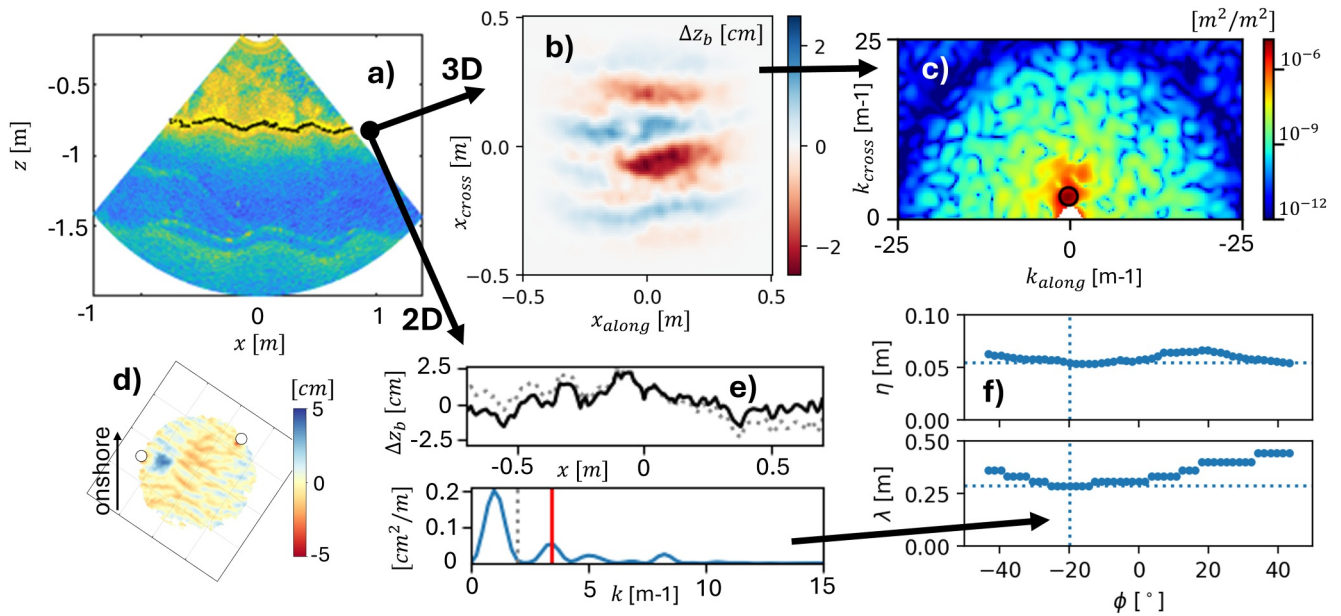 a)
-0.5
-1
-1.5
z [m]
-1
0
1
x [m]
3D
2D
b)
Δz_b [cm]
0.5
0.0
−0.5
x_cross [m]
−0.5
0.0
0.5
x_along [m]
2
0
−2
c)
[m²/m²]
25
0
k_cross [m-1]
-25
0
-25
k_along [m-1]
10⁻⁶
10⁻⁹
10⁻¹²
d)
[cm]
5
0
-5
onshore
e)
2.5
0
-2.5
Δz_b [cm]
-0.5
0
0.5
x [m]
0.2
0.1
0
[cm²/m]
0
5
10
15
k [m-1]
f)
0.10
0.05
0.00
η [m]
0.50
0.25
0.00
λ [m]
−40
−20
0
20
40
ϕ [°]